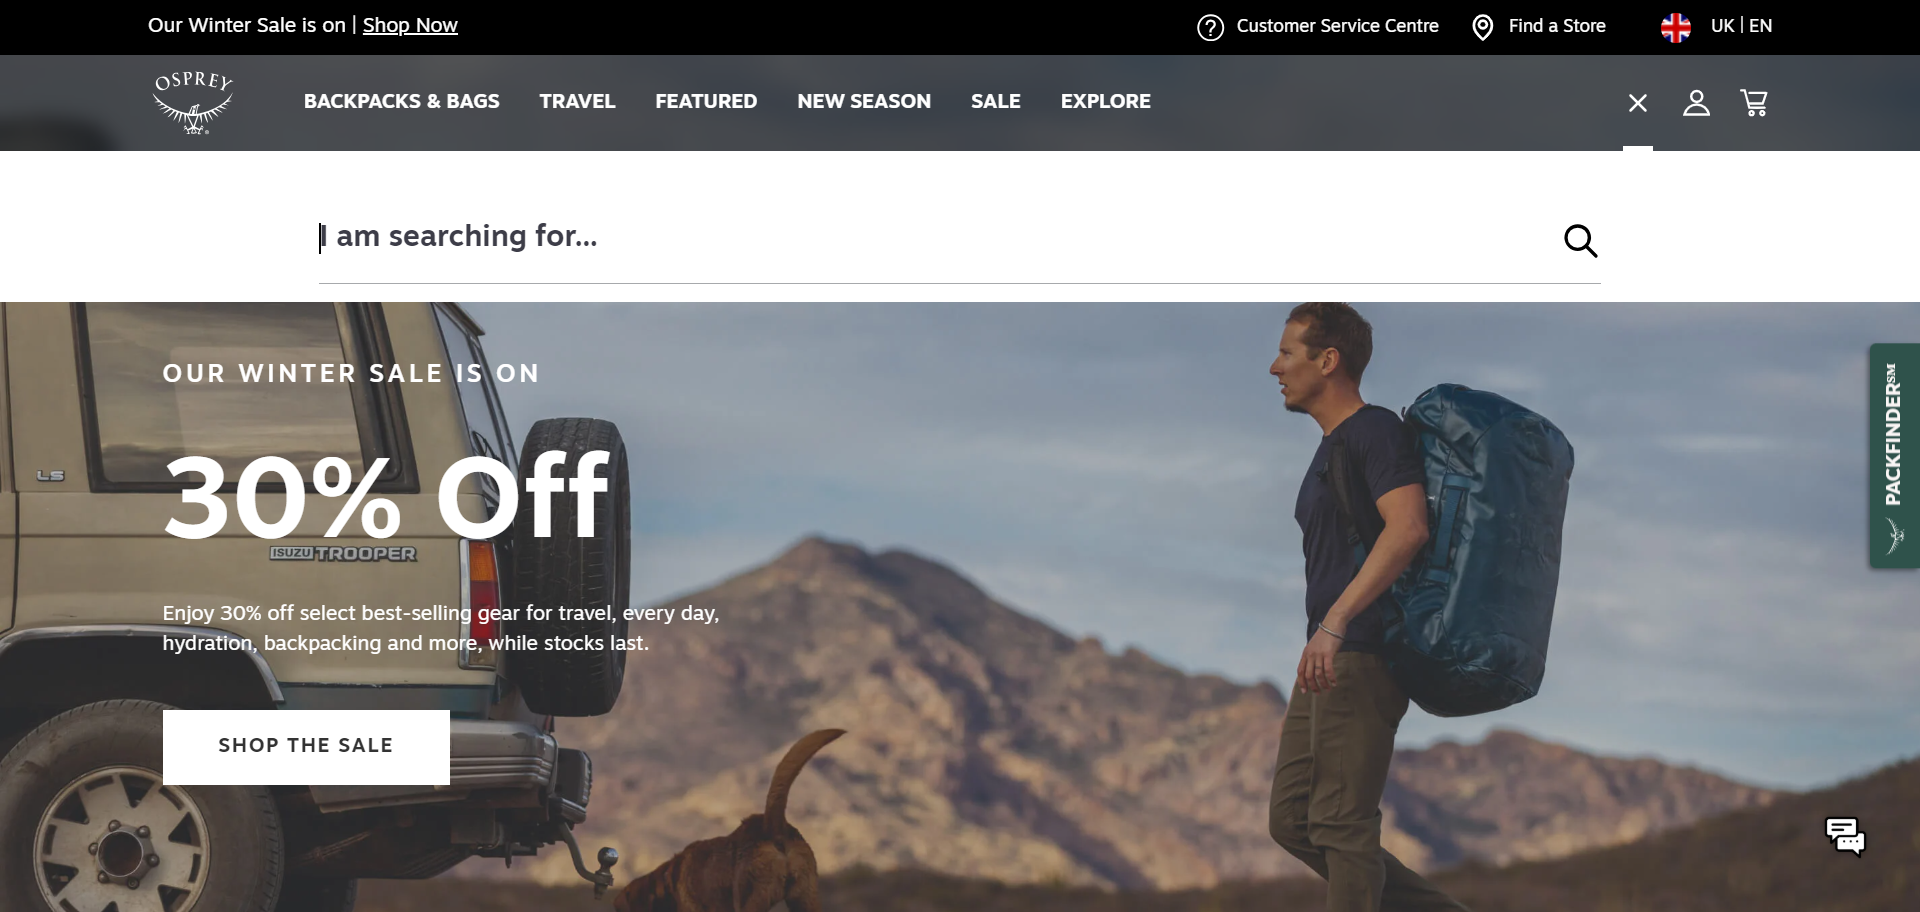 Our Winter Sale is on | Shop Now
Customer Service Centre
Find a Store
UK | EN
OSPREY
BACKPACKS & BAGS
TRAVEL
FEATURED
NEW SEASON
SALE
EXPLORE
I am searching for...
OUR WINTER SALE IS ON
30% Off
LS
ISUZU TROOPER
Enjoy 30% off select best-selling gear for travel, every day,
hydration, backpacking and more, while stocks last.
SHOP THE SALE
PACKFINDER℠